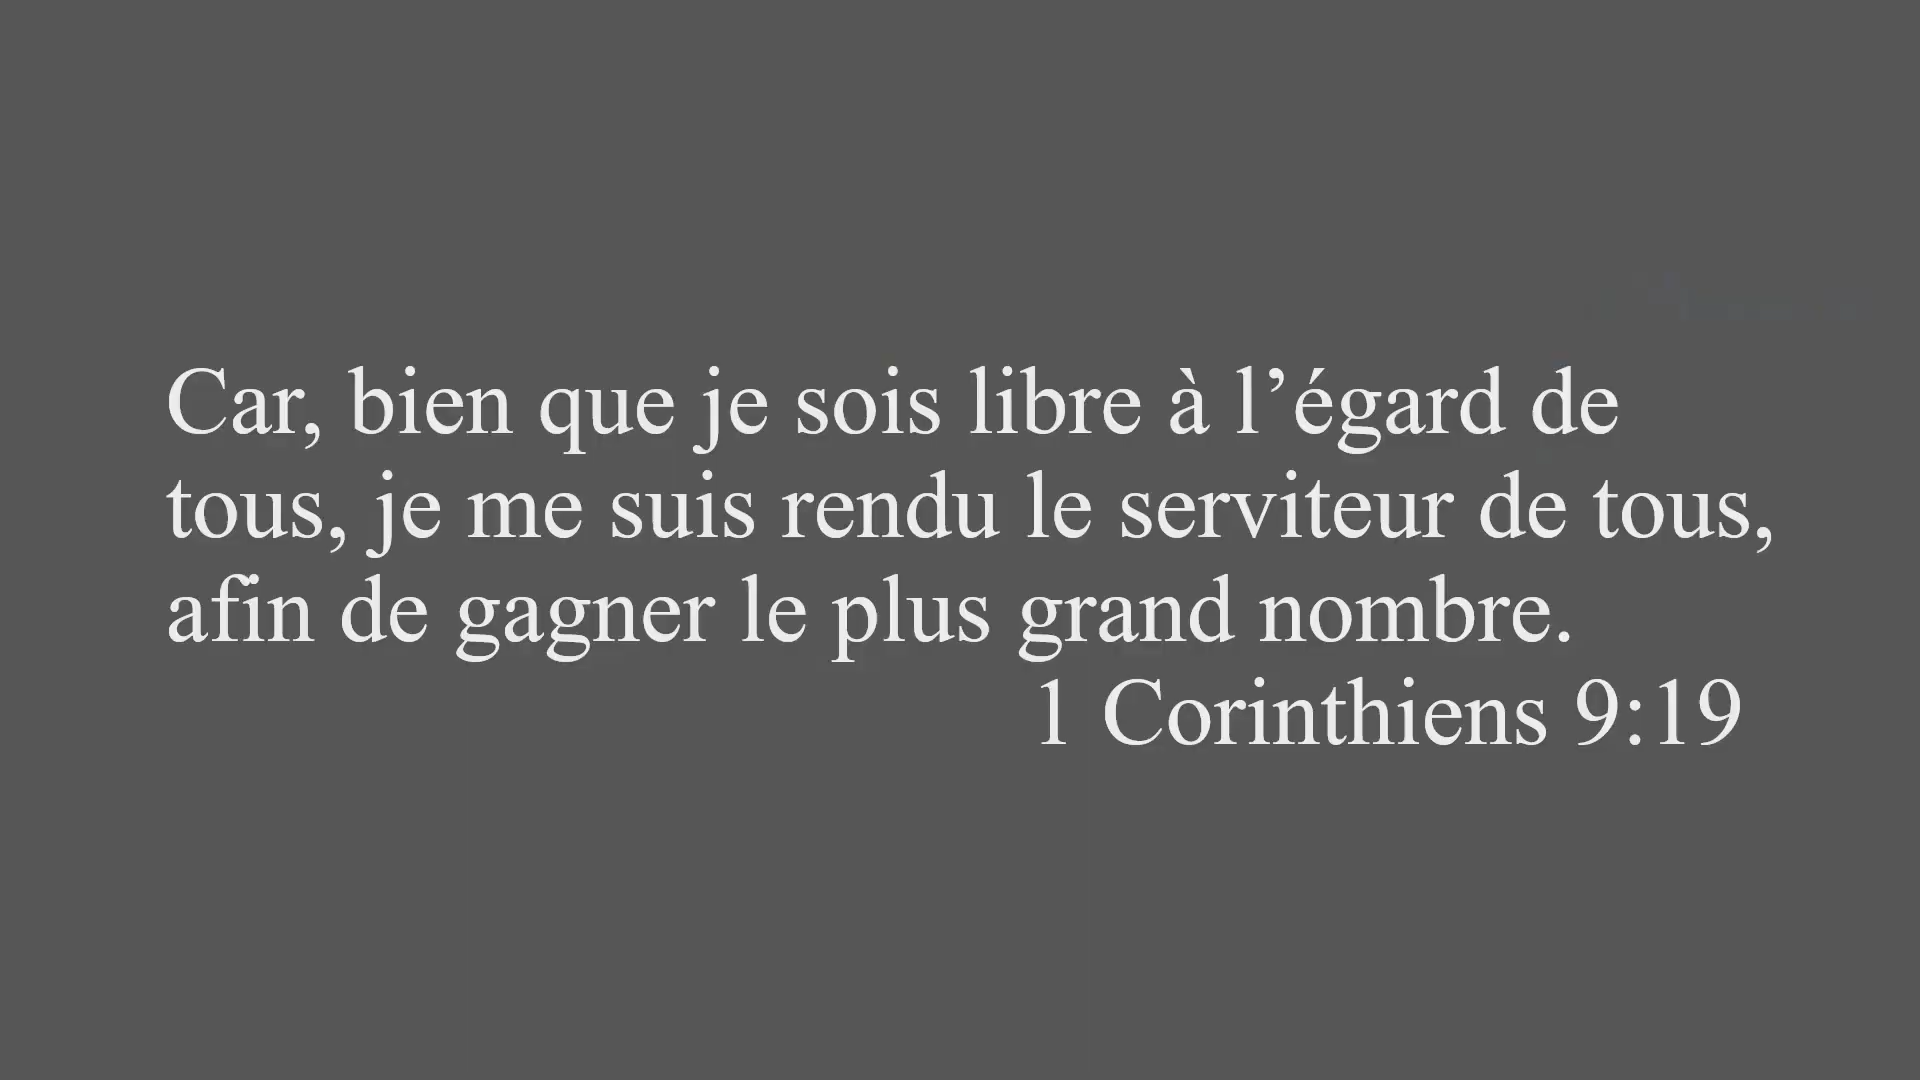 Car, bien que je sois libre à l’égard de
tous, je me suis rendu le serviteur de tous,
afin de gagner le plus grand nombre.
1 Corinthiens 9:19